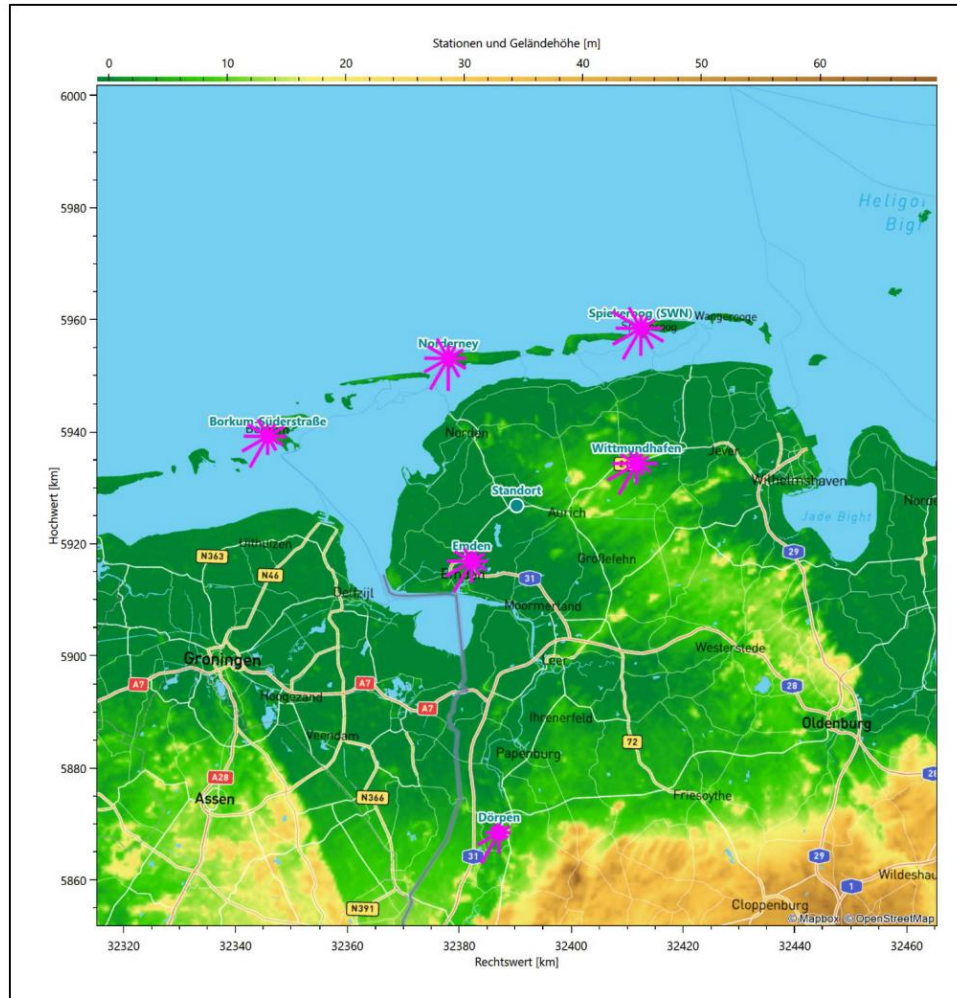 Stationen und Geländehöhe [m]
0 10 20 30 40 50 60
6000
5980
5960
5940
5920
5900
5880
5860
Hochwert [km]
Heligol
Bigh
Spiekeroog (SWN)
Wangerooge
Norderney
Borkum-Süderstraße
Norden
Wittmundhafen
Jever
Wilhelmshaven
Standort
Aurich
Jade Bight
Norde
Emden
Emden
Großefehn
29
Uithuizen
N363
N46
31
Delfzijl
Moormerland
Groningen
Leer
Westerstede
A7
A7
Hoogezand
A7
28
Ihrenerfeld
Oldenburg
Veendam
72
Papenburg
A28
28
Assen
N366
Friesoythe
Dörpen
31
29
Wildeshau
1
N391
Cloppenburg
© Mapbox © OpenStreetMap
32320 32340 32360 32380 32400 32420 32440 32460
Rechtswert [km]